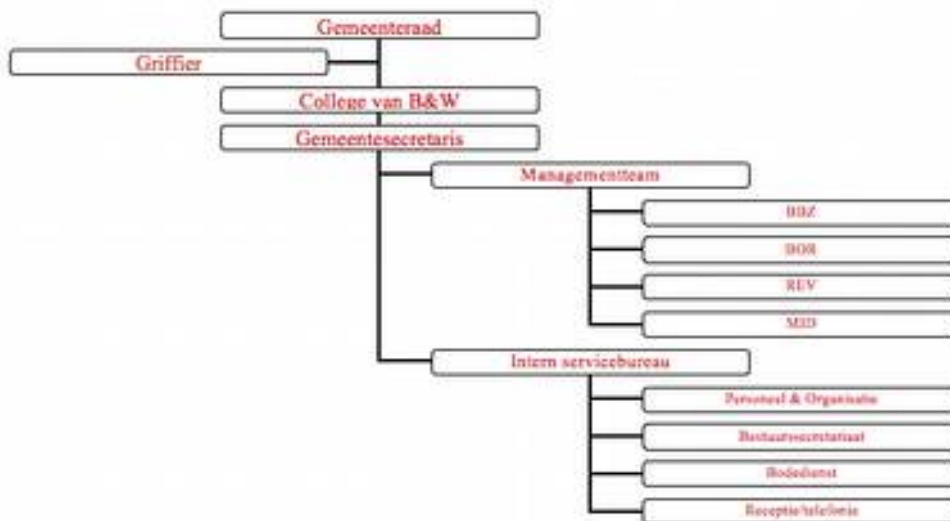 Gemeenteraad
Griffier
College van B&W
Gemeentesecretaris
Managementteam
BBZ
BOR
REV
MID
Intern servicebureau
Personeel & Organisatie
Bestuurssecretariaat
Bodedienst
Receptie/telefonie